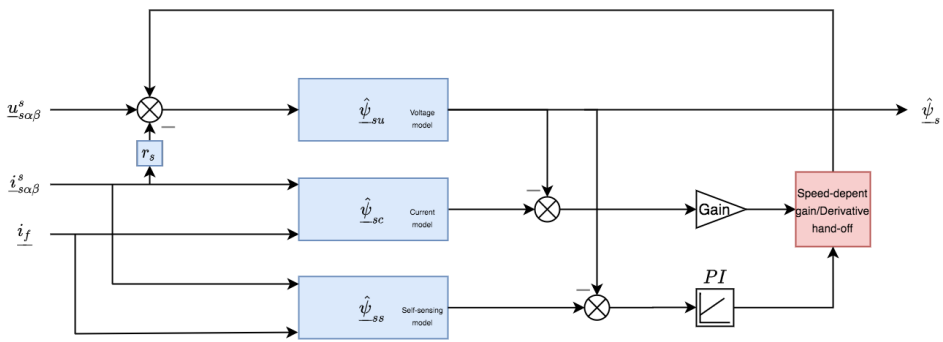 u^s_{sαβ}
ψ̂_{su} Voltage model
ψ̂_s
r_s
i^s_{sαβ}
ψ̂_{sc} Current model
Gain
Speed-depent
gain/Derivative
hand-off
i_f
ψ̂_{ss} Self-sensing model
PI